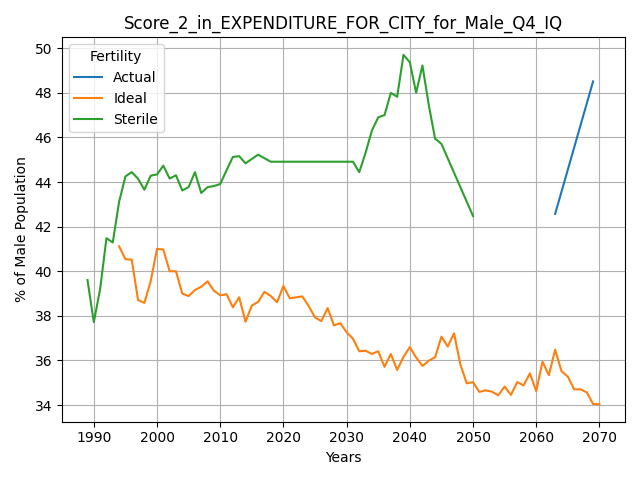 Score_2_in_EXPENDITURE_FOR_CITY_for_Male_Q4_IQ
Fertility
Actual
Ideal
Sterile
% of Male Population
50
48
46
44
42
40
38
36
34
1990
2000
2010
2020
2030
2040
2050
2060
2070
Years